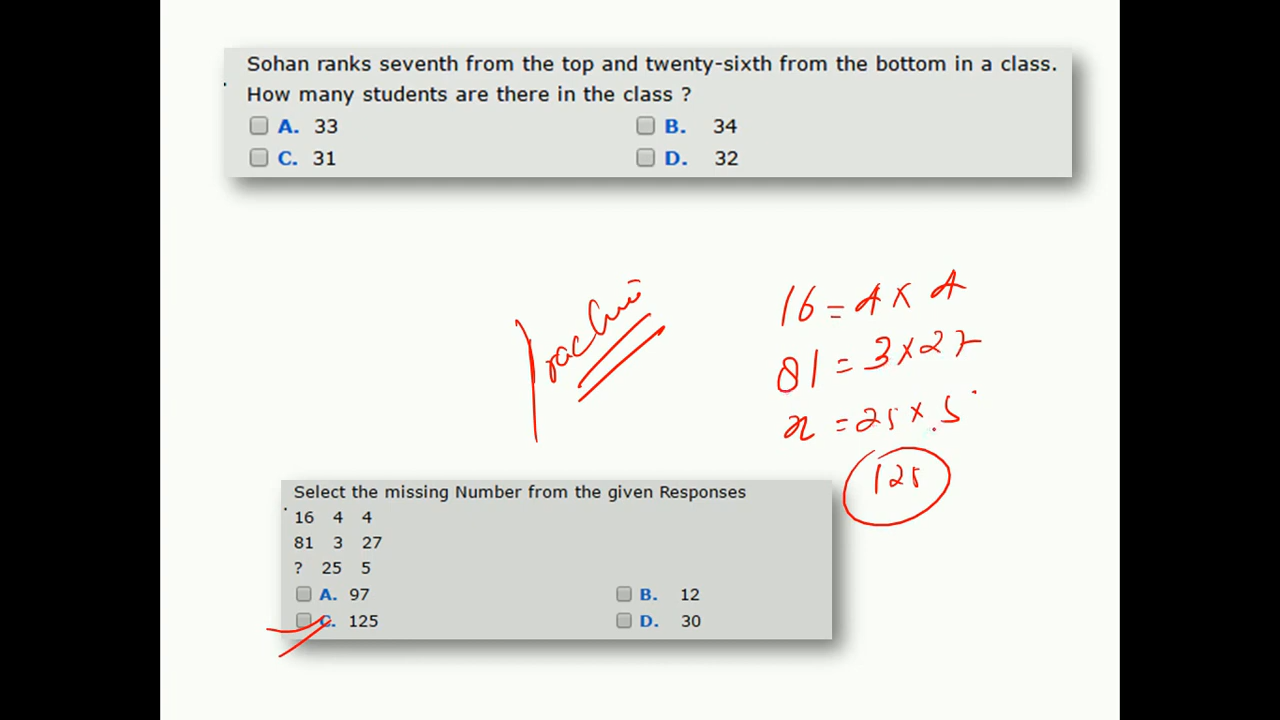 Sohan ranks seventh from the top and twenty-sixth from the bottom in a class.
How many students are there in the class ?
A. 33 B. 34
C. 31 D. 32
16 = 4 x 4
81 = 3 x 27
x = 25 x 5
125
Select the missing Number from the given Responses
16 4 4
81 3 27
? 25 5
A. 97 B. 12
C. 125 D. 30